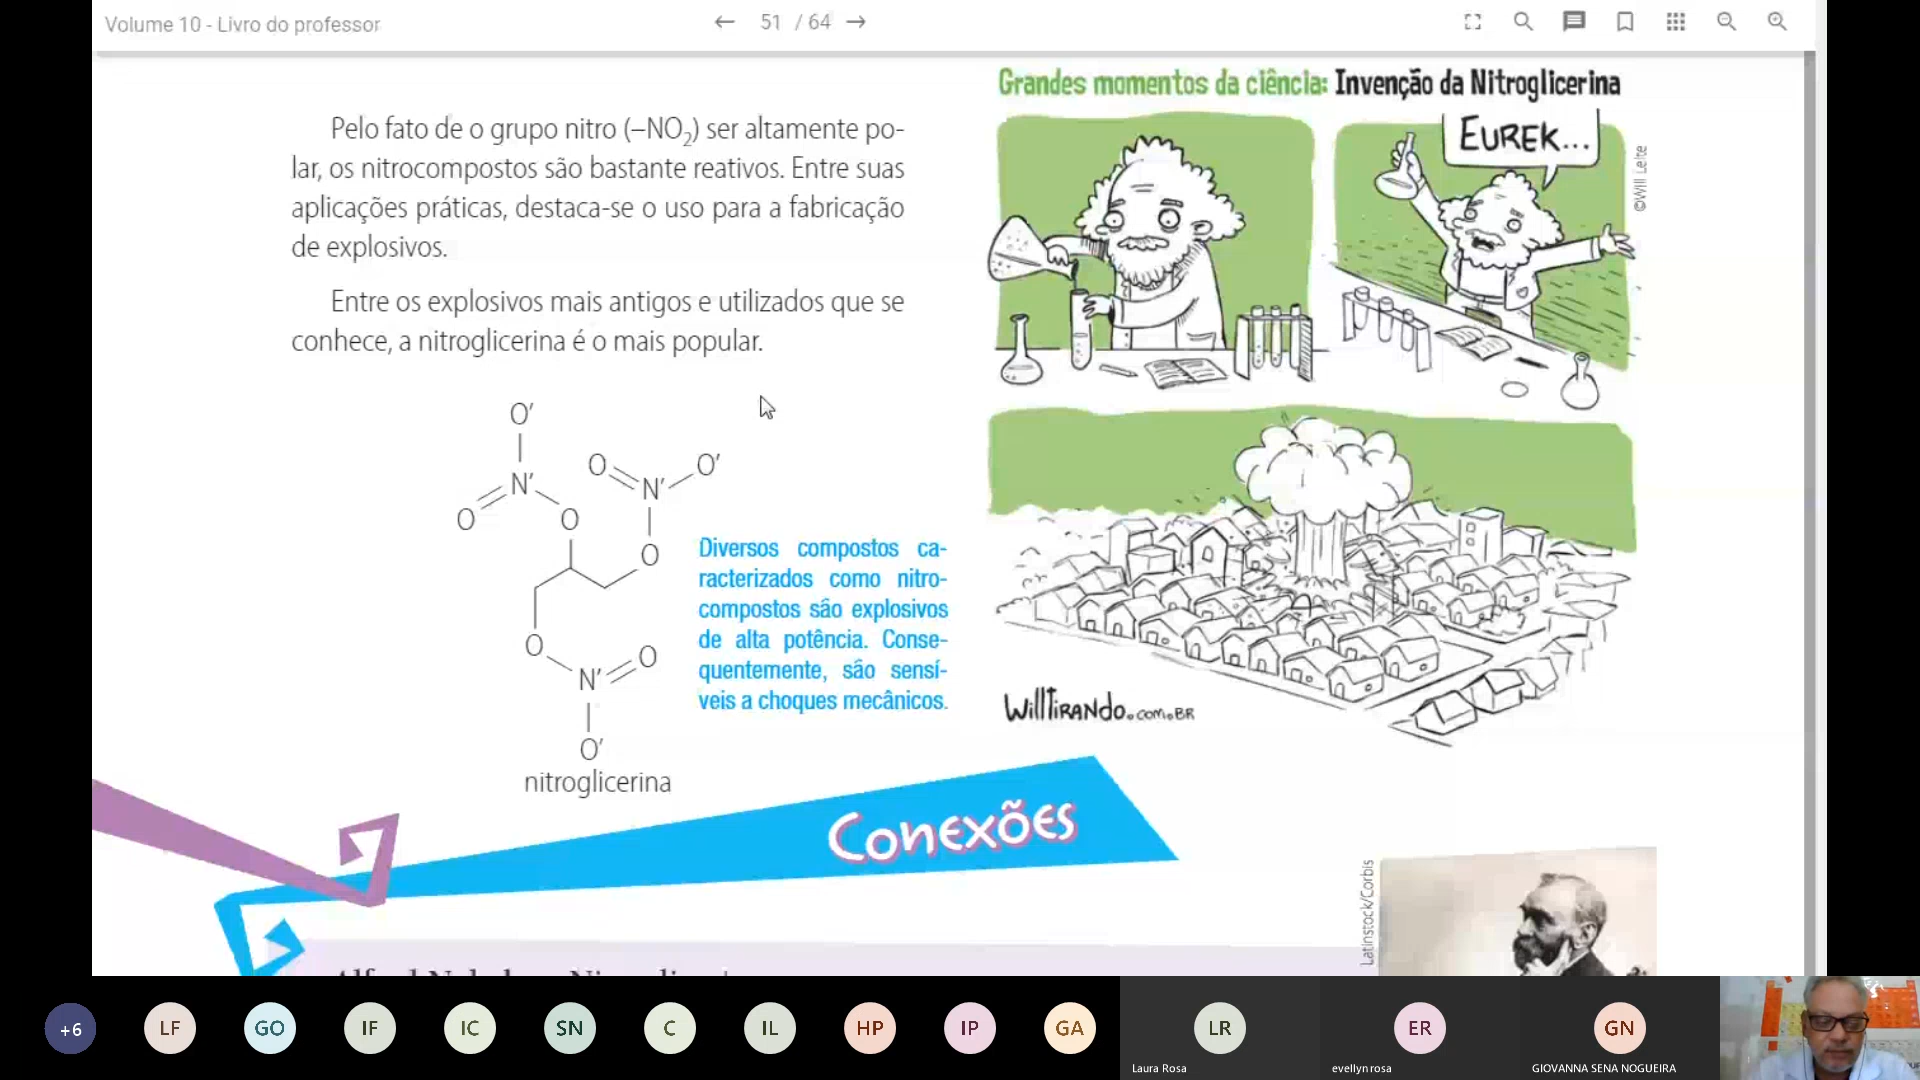 Volume 10 - Livro do professor
51 / 64
Pelo fato de o grupo nitro (–NO₂) ser altamente po-
lar, os nitrocompostos são bastante reativos. Entre suas
aplicações práticas, destaca-se o uso para a fabricação
de explosivos.
Entre os explosivos mais antigos e utilizados que se
conhece, a nitroglicerina é o mais popular.
O′
O N′ O′
N′
O O
O
O
N′ O
O′
nitroglicerina
Diversos compostos ca-
racterizados como nitro-
compostos são explosivos
de alta potência. Conse-
quentemente, são sensí-
veis a choques mecânicos.
Grandes momentos da ciência: Invenção da Nitroglicerina
EUREK...
©Will Leite
WILLTIRANDO.COM.BR
Conexões
Latinstock/Corbis
+6
LF
GO
IF
IC
SN
C
IL
HP
IP
GA
LR
Laura Rosa
ER
evellyn rosa
GN
GIOVANNA SENA NOGUEIRA